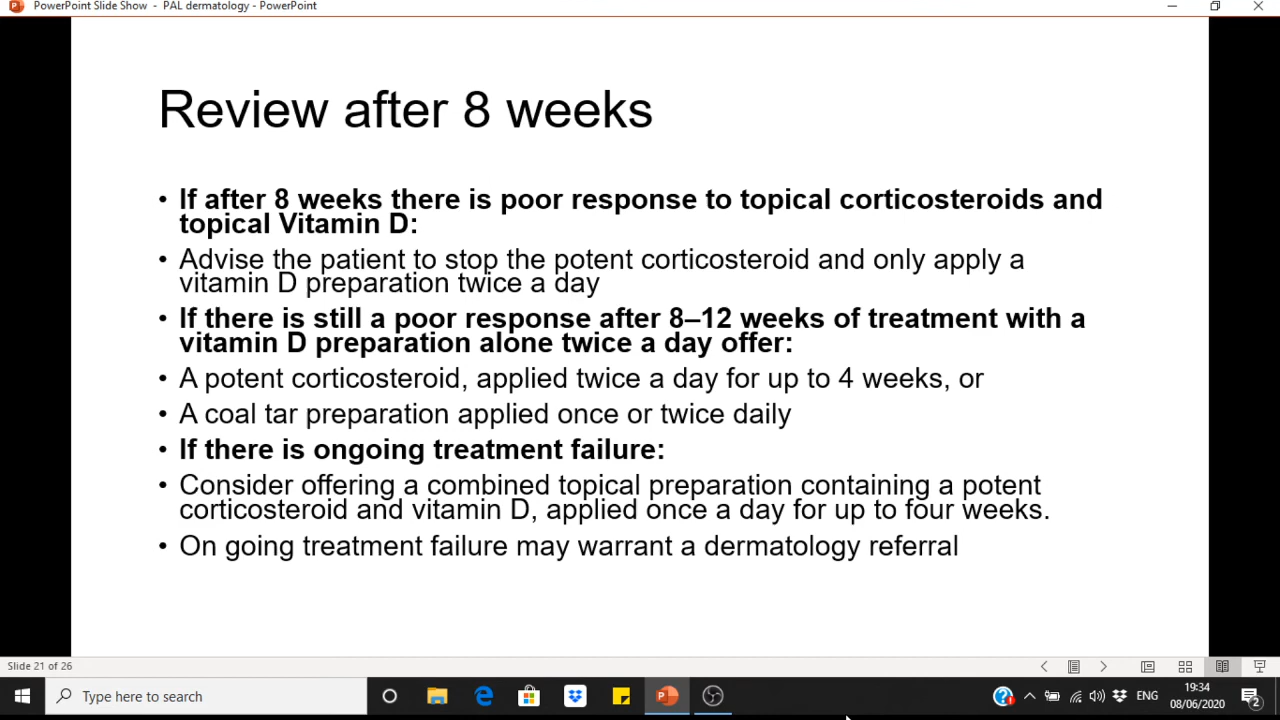 PowerPoint Slide Show - PAL dermatology - PowerPoint
Review after 8 weeks
• If after 8 weeks there is poor response to topical corticosteroids and
topical Vitamin D:
• Advise the patient to stop the potent corticosteroid and only apply a
vitamin D preparation twice a day
• If there is still a poor response after 8–12 weeks of treatment with a
vitamin D preparation alone twice a day offer:
• A potent corticosteroid, applied twice a day for up to 4 weeks, or
• A coal tar preparation applied once or twice daily
• If there is ongoing treatment failure:
• Consider offering a combined topical preparation containing a potent
corticosteroid and vitamin D, applied once a day for up to four weeks.
• On going treatment failure may warrant a dermatology referral
Slide 21 of 26
Type here to search
ENG
19:34
08/06/2020
2